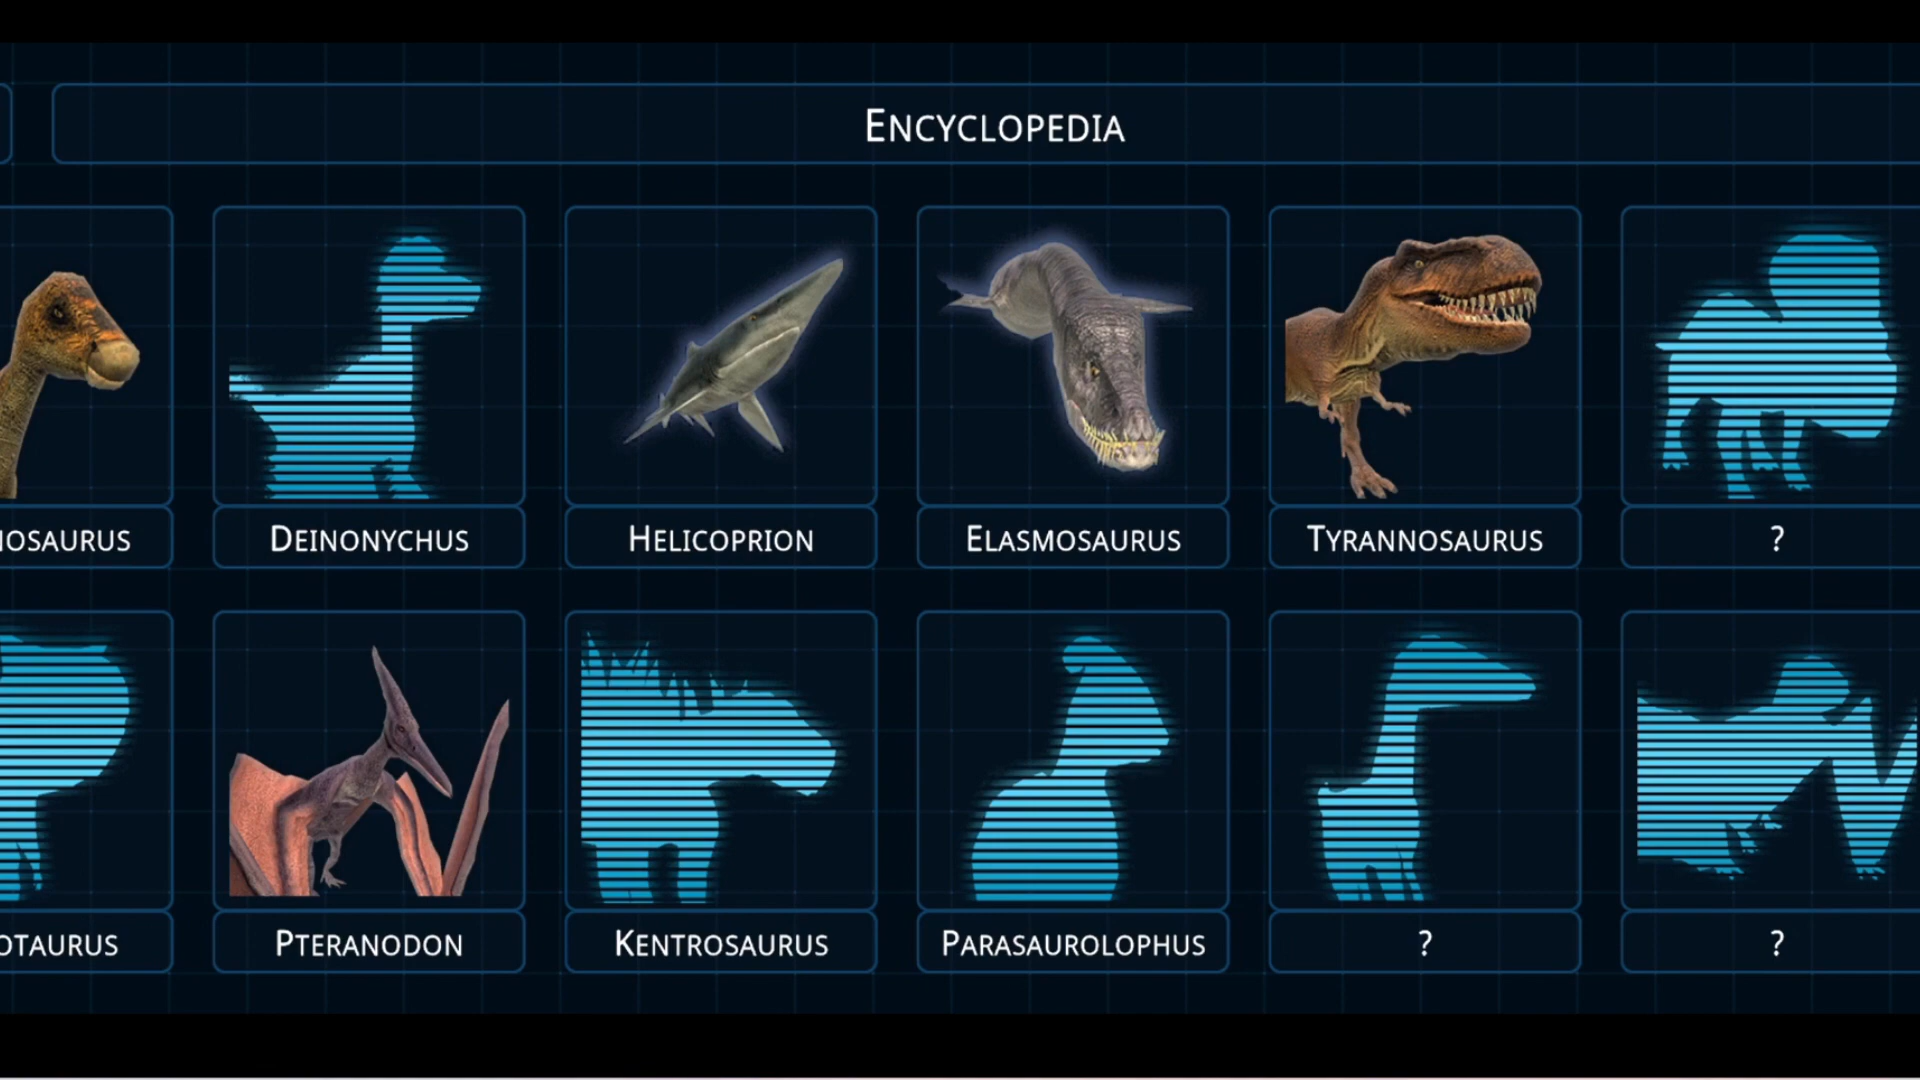 ENCYCLOPEDIA
OSAURUS
DEINONYCHUS
HELICOPRION
ELASMOSAURUS
TYRANNOSAURUS
?
OTAURUS
PTERANODON
KENTROSAURUS
PARASAUROLOPHUS
?
?